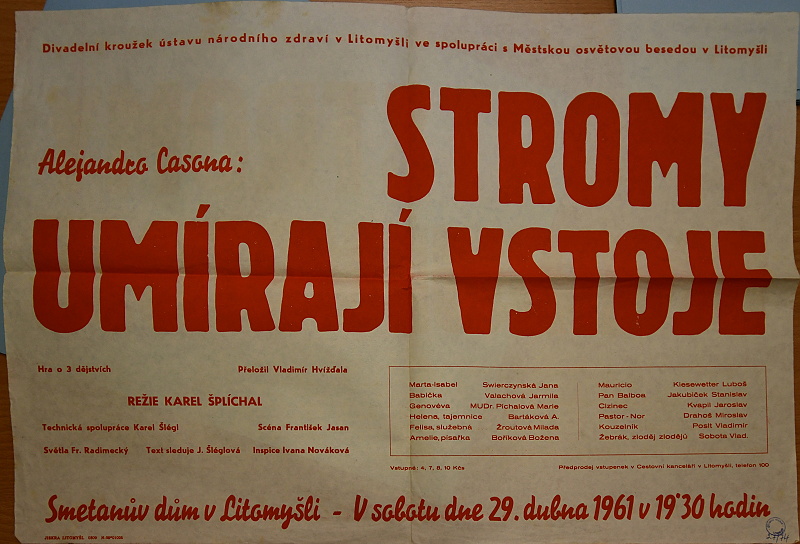 Divadelní kroužek ústavu národního zdraví v Litomyšli ve spolupráci s Městskou osvětovou besedou v Litomyšli
Alejandro Casona:
STROMY
UMÍRAJÍ VSTOJE
Hra o 3 dějstvích
Přeložil Vladimír Hvížďala
REŽIE KAREL ŠPLÍCHAL
Technická spolupráce Karel Šlégl
Scéna František Jasan
Světla Fr. Radimecký
Text sleduje J. Šléglová
Inspice Ivana Nováková
Marta-Isabel Swierczynská Jana
Babička Valachová Jarmila
Genovéva MUDr. Píchalová Marie
Helena, tajemnice Bartáková A.
Felisa, služebná Žroutová Milada
Amelie, písařka Boříková Božena
Mauricio Kiesewetter Luboš
Pan Balboa Jakubíček Stanislav
Cizinec Kvapil Jaroslav
Pastor - Nor Drahoš Miroslav
Kouzelník Posit Vladimír
Žebrák, zloděj zlodějů Sobota Vlad.
Vstupné: 4, 7, 8, 10 Kčs
Předprodej vstupenek v Cestovní kanceláři v Litomyšli, telefon 100
Smetanův dům v Litomyšli - V sobotu dne 29. dubna 1961 v 19'30 hodin